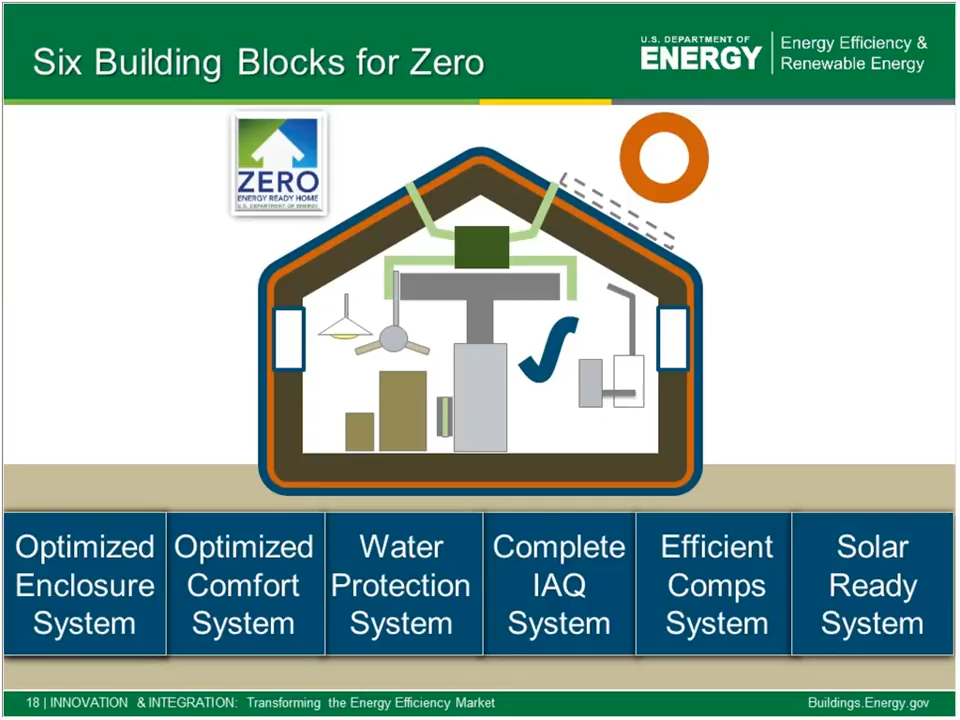 Six Building Blocks for Zero
U.S. DEPARTMENT OF
ENERGY
Energy Efficiency &
Renewable Energy
ZERO
ENERGY READY HOME
U.S. DEPARTMENT OF ENERGY
Optimized
Enclosure
System
Optimized
Comfort
System
Water
Protection
System
Complete
IAQ
System
Efficient
Comps
System
Solar
Ready
System
18 | INNOVATION & INTEGRATION: Transforming the Energy Efficiency Market
Buildings.Energy.gov